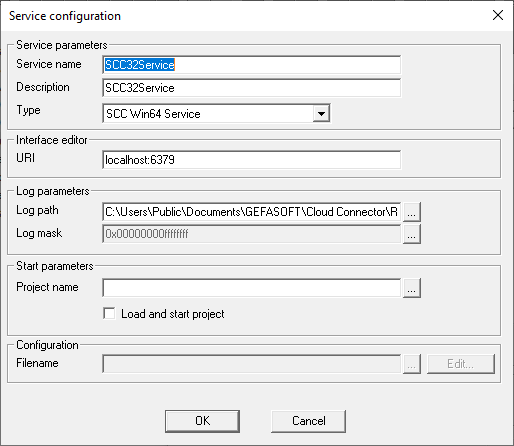 Service configuration
Service parameters
Service name SCC32Service
Description SCC32Service
Type SCC Win64 Service
Interface editor
URI localhost:6379
Log parameters
Log path C:\Users\Public\Documents\GEFASOFT\Cloud Connector\R ...
Log mask 0x00000000ffffffff ...
Start parameters
Project name ...
Load and start project
Configuration
Filename ... Edit...
OK Cancel